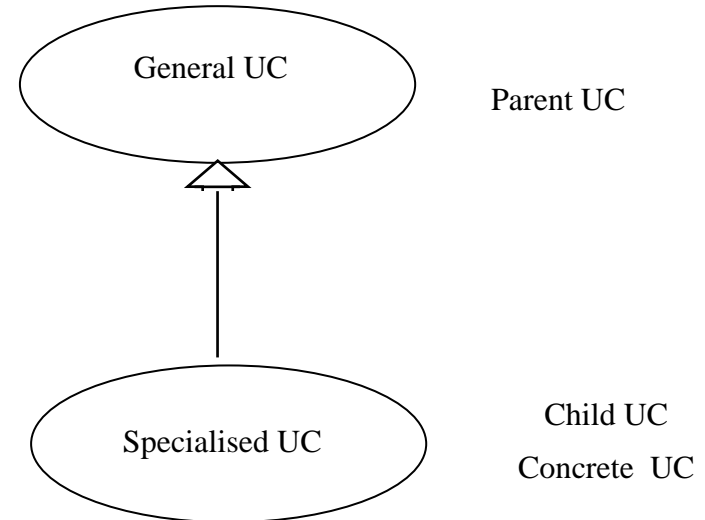 General UC
Parent UC
Specialised UC
Child UC
Concrete UC